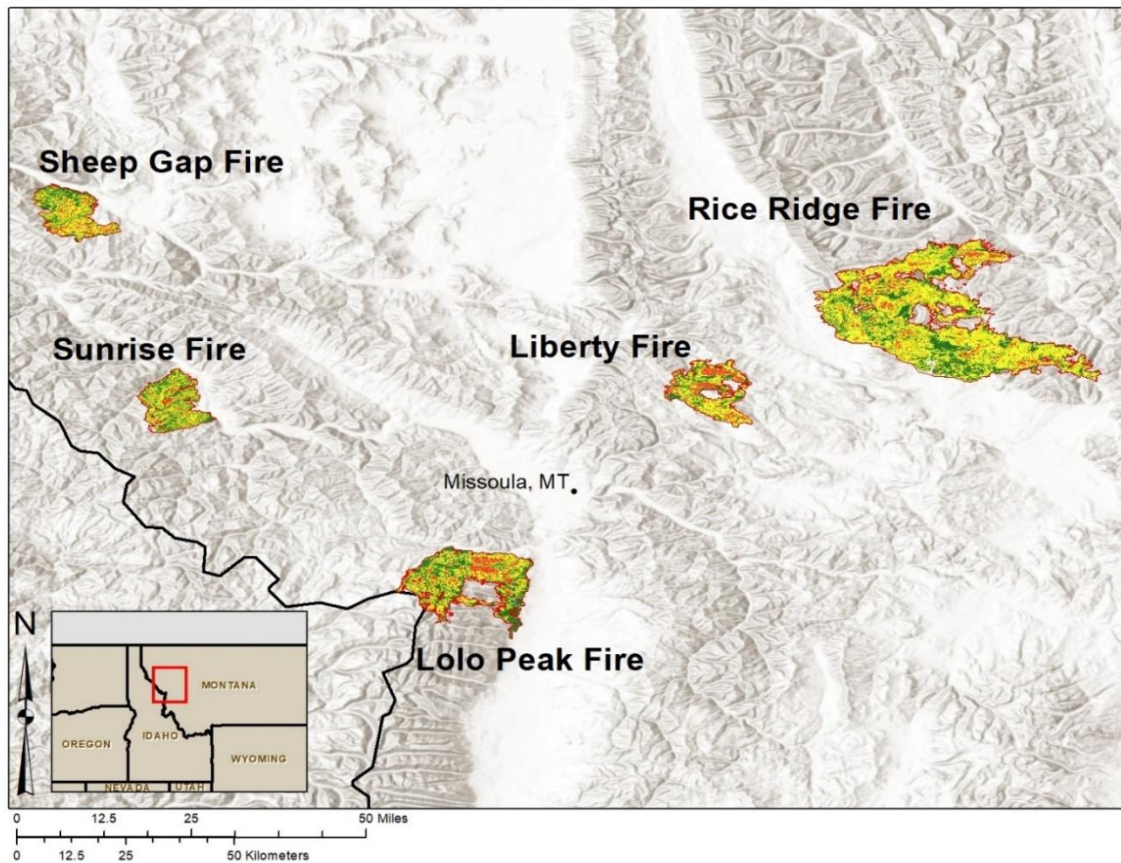 Sheep Gap Fire
Rice Ridge Fire
Sunrise Fire
Liberty Fire
Missoula, MT
Lolo Peak Fire
N
MONTANA
OREGON
IDAHO
WYOMING
NEVADA
UTAH
0 12.5 25 50 Miles
0 12.5 25 50 Kilometers